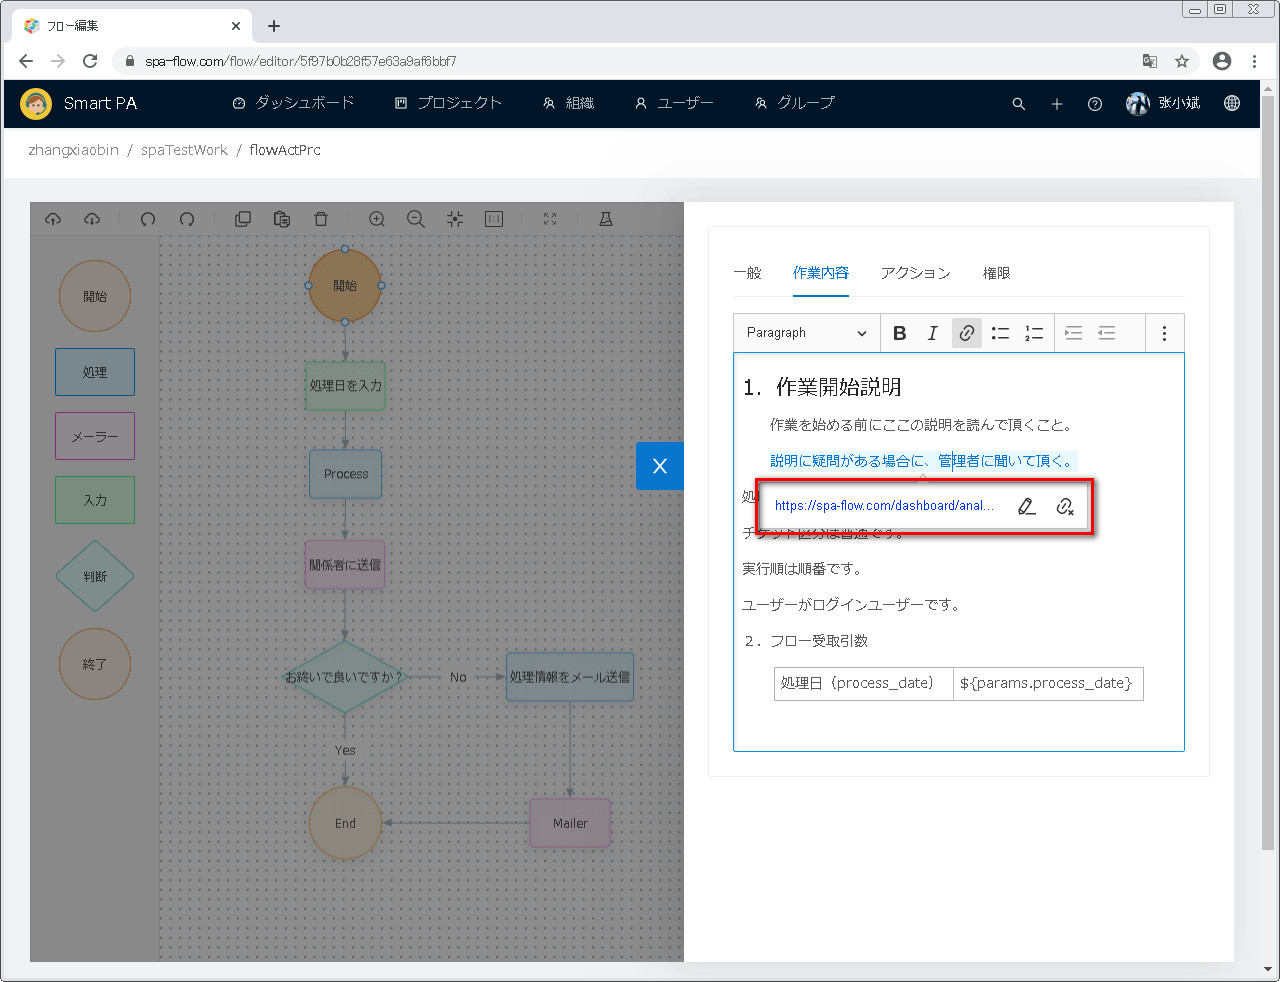 フロー編集
spa-flow.com/flow/editor/5f97b0b28f57e63a9af6bbf7
Smart PA
ダッシュボード
プロジェクト
組織
ユーザー
グループ
张小斌
zhangxiaobin / spaTestWork / flowActPrc
開始
処理
メーラー
入力
判断
終了
開始
処理日を入力
Process
関係者に送信
お終いで良いですか？
No
処理情報をメール送信
Yes
End
Mailer
一般
作業内容
アクション
権限
Paragraph
1. 作業開始説明
作業を始める前にここの説明を読んで頂くこと。
説明に疑問がある場合に、管理者に聞いて頂く。
https://spa-flow.com/dashboard/anal...
チケット区分は普通です。
実行順は順番です。
ユーザーがログインユーザーです。
2. フロー受取引数
処理日（process_date） ${params.process_date}